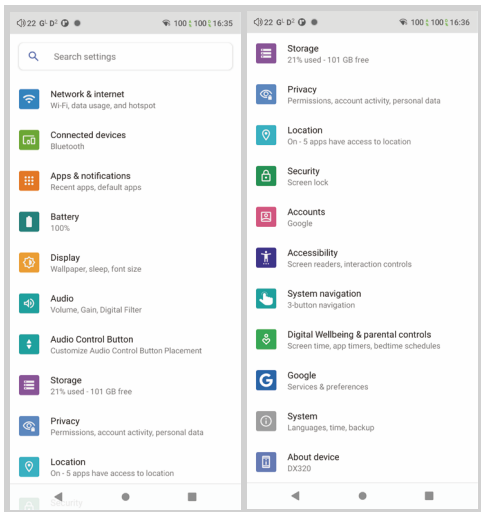 22 G D 100 100 16:35
Search settings
Network & internet
Wi-Fi, data usage, and hotspot
Connected devices
Bluetooth
Apps & notifications
Recent apps, default apps
Battery
100%
Display
Wallpaper, sleep, font size
Audio
Volume, Gain, Digital Filter
Audio Control Button
Customize Audio Control Button Placement
Storage
21% used · 101 GB free
Privacy
Permissions, account activity, personal data
Location
On - 5 apps have access to location
Security
22 G D 100 100 16:36
Storage
21% used · 101 GB free
Privacy
Permissions, account activity, personal data
Location
On - 5 apps have access to location
Security
Screen lock
Accounts
Google
Accessibility
Screen readers, interaction controls
System navigation
3-button navigation
Digital Wellbeing & parental controls
Screen time, app timers, bedtime schedules
G
Google
Services & preferences
System
Languages, time, backup
About device
DX320